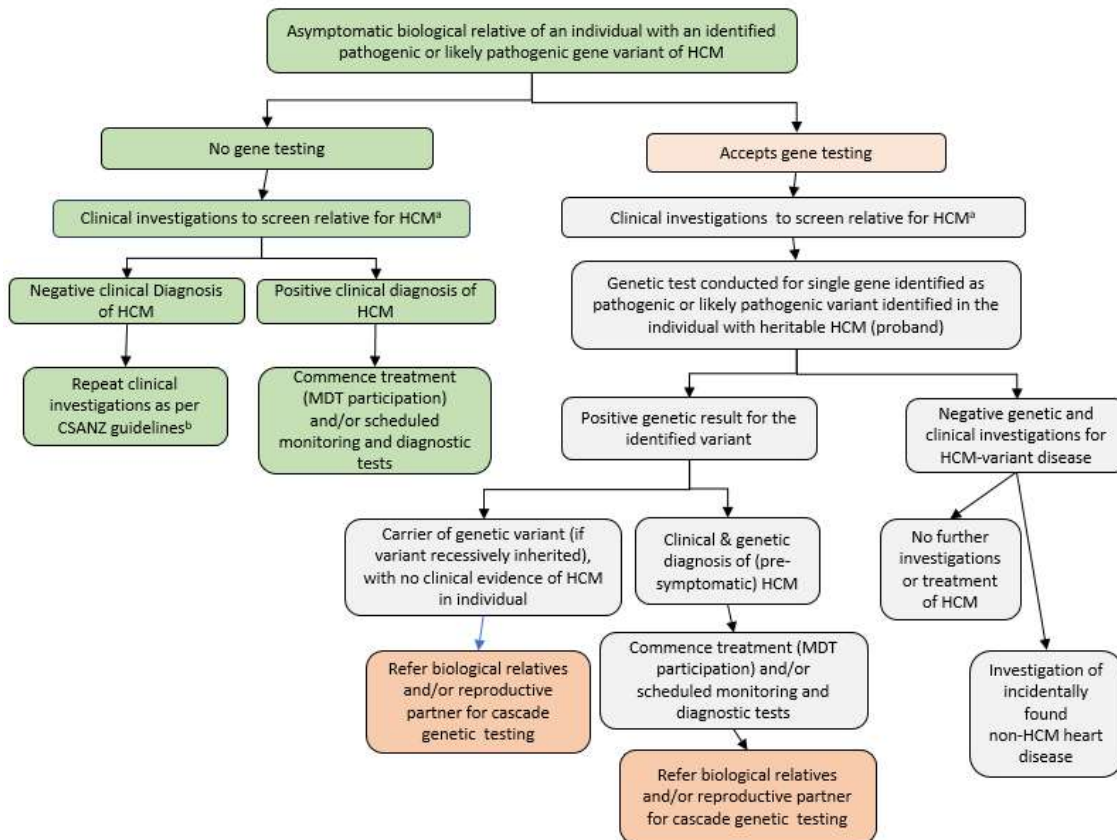 Asymptomatic biological relative of an individual with an identified
pathogenic or likely pathogenic gene variant of HCM
No gene testing
Accepts gene testing
Clinical investigations to screen relative for HCMᵃ
Clinical investigations to screen relative for HCMᵃ
Negative clinical Diagnosis
of HCM
Positive clinical diagnosis of
HCM
Genetic test conducted for single gene identified as
pathogenic or likely pathogenic variant identified in the
individual with heritable HCM (proband)
Repeat clinical
investigations as per
CSANZ guidelinesᵇ
Commence treatment
(MDT participation)
and/or scheduled
monitoring and diagnostic
tests
Positive genetic result for the
identified variant
Negative genetic and
clinical investigations for
HCM-variant disease
Carrier of genetic variant (if
variant recessively inherited),
with no clinical evidence of HCM
in individual
Clinical & genetic
diagnosis of (pre-
symptomatic) HCM
No further
investigations
or treatment
of HCM
Refer biological relatives
and/or reproductive
partner for cascade
genetic testing
Commence treatment (MDT
participation) and/or
scheduled monitoring and
diagnostic tests
Investigation of
incidentally
found
non-HCM heart
disease
Refer biological relatives
and/or reproductive partner
for cascade genetic testing